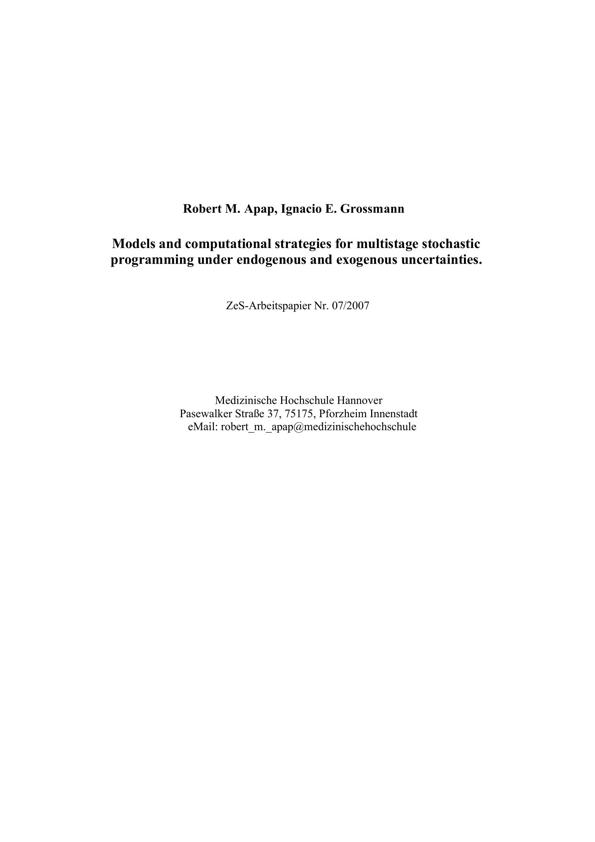 Robert M. Apap, Ignacio E. Grossmann
Models and computational strategies for multistage stochastic
programming under endogenous and exogenous uncertainties.
ZeS-Arbeitspapier Nr. 07/2007
Medizinische Hochschule Hannover
Pasewalker Straße 37, 75175, Pforzheim Innenstadt
eMail: robert_m._apap@medizinischehochschule